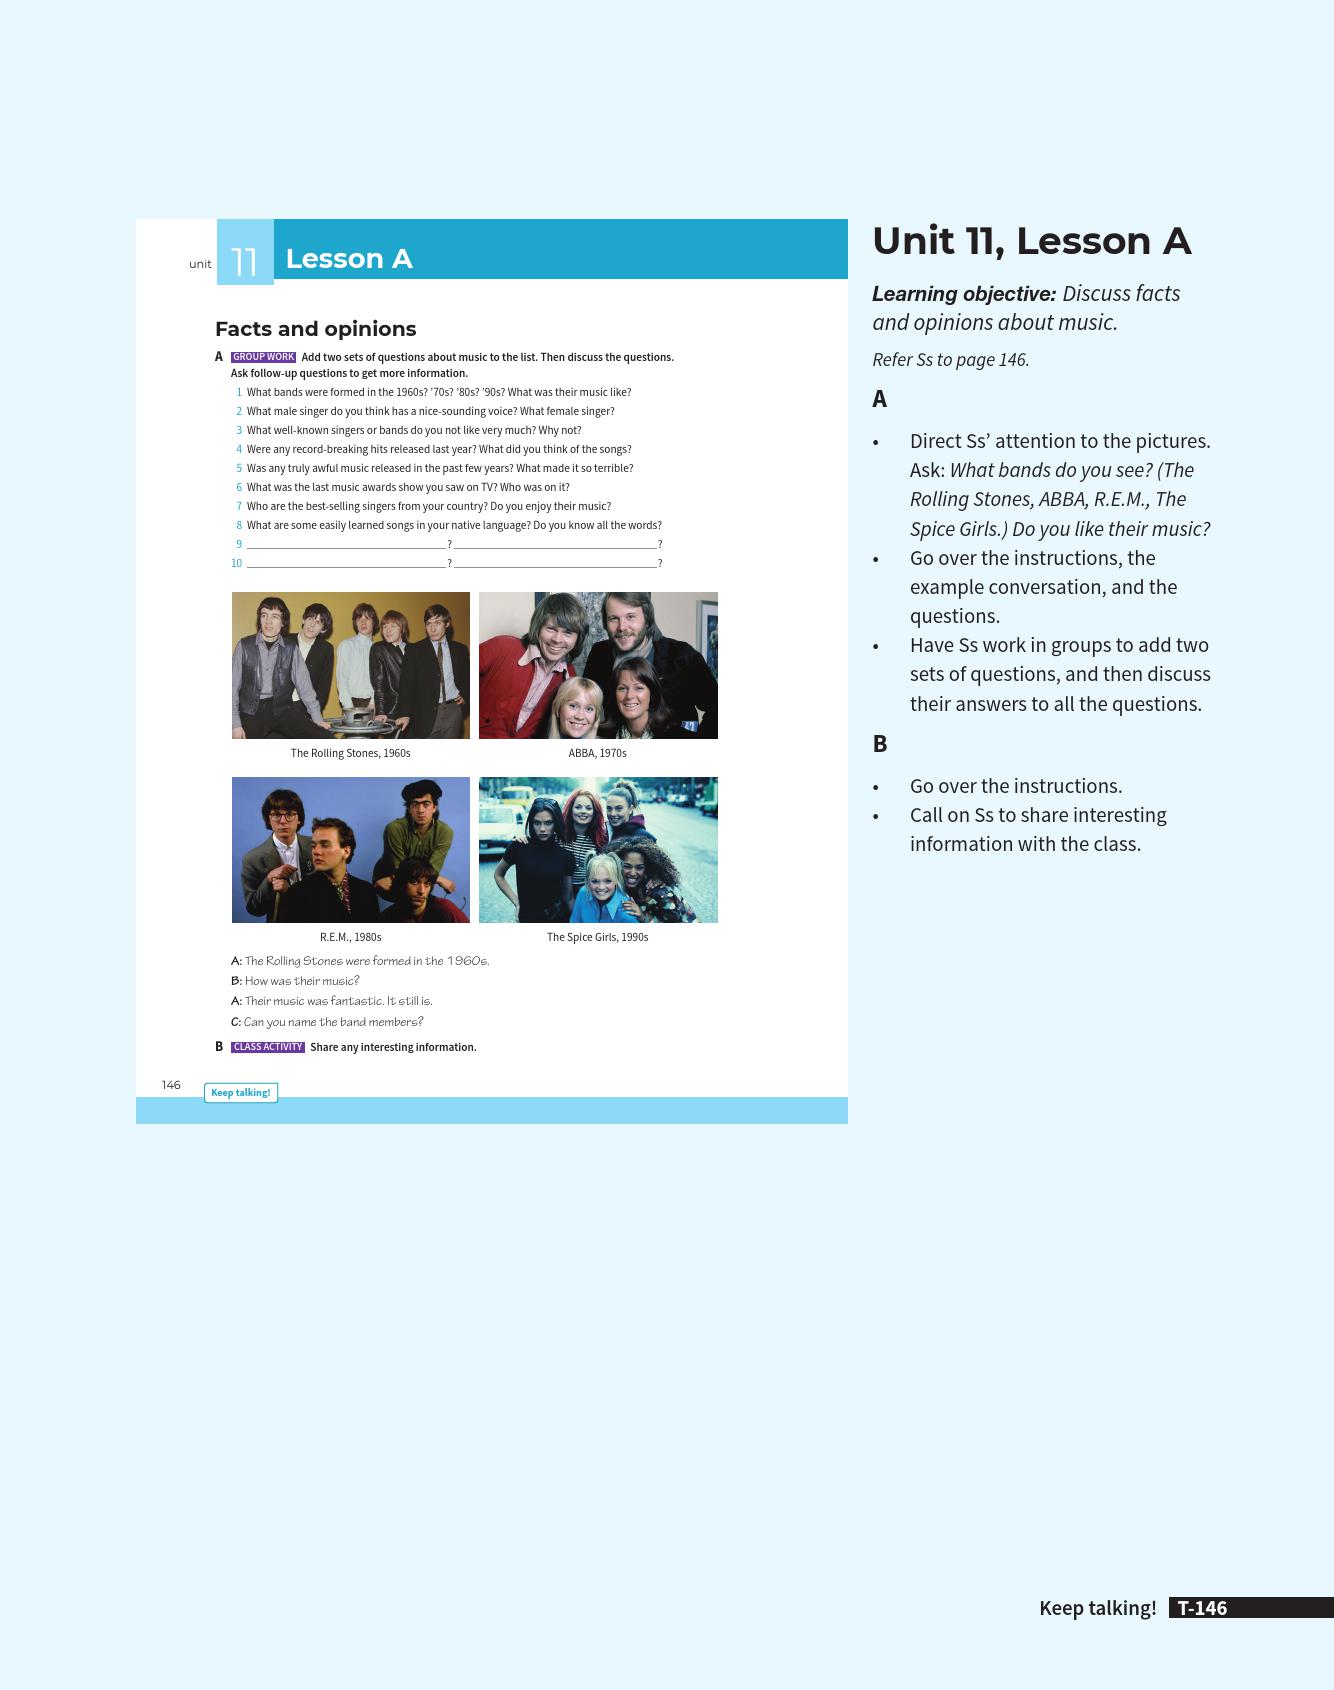 unit 11 Lesson A
Facts and opinions
A GROUP WORK Add two sets of questions about music to the list. Then discuss the questions.
Ask follow-up questions to get more information.
1 What bands were formed in the 1960s? ’70s? ’80s? ’90s? What was their music like?
2 What male singer do you think has a nice-sounding voice? What female singer?
3 What well-known singers or bands do you not like very much? Why not?
4 Were any record-breaking hits released last year? What did you think of the songs?
5 Was any truly awful music released in the past few years? What made it so terrible?
6 What was the last music awards show you saw on TV? Who was on it?
7 Who are the best-selling singers from your country? Do you enjoy their music?
8 What are some easily learned songs in your native language? Do you know all the words?
9 ? ?
10 ? ?
The Rolling Stones, 1960s
ABBA, 1970s
R.E.M., 1980s
The Spice Girls, 1990s
A: The Rolling Stones were formed in the 1960s.
B: How was their music?
A: Their music was fantastic. It still is.
C: Can you name the band members?
B CLASS ACTIVITY Share any interesting information.
146
Keep talking!
Unit 11, Lesson A
Learning objective: Discuss facts
and opinions about music.
Refer Ss to page 146.
A
• Direct Ss’ attention to the pictures.
Ask: What bands do you see? (The
Rolling Stones, ABBA, R.E.M., The
Spice Girls.) Do you like their music?
• Go over the instructions, the
example conversation, and the
questions.
• Have Ss work in groups to add two
sets of questions, and then discuss
their answers to all the questions.
B
• Go over the instructions.
• Call on Ss to share interesting
information with the class.
Keep talking! T-146